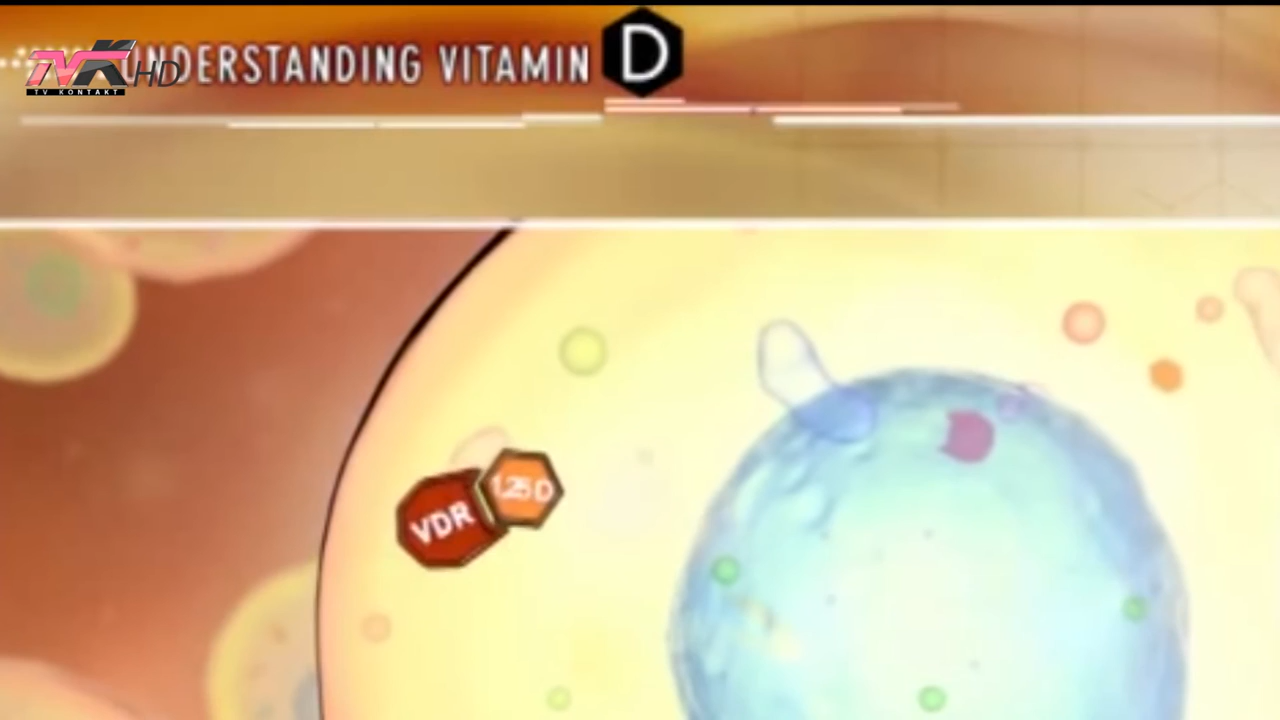 UNDERSTANDING VITAMIN D
TVK HD
TV KONTAKT
1,25 D
VDR